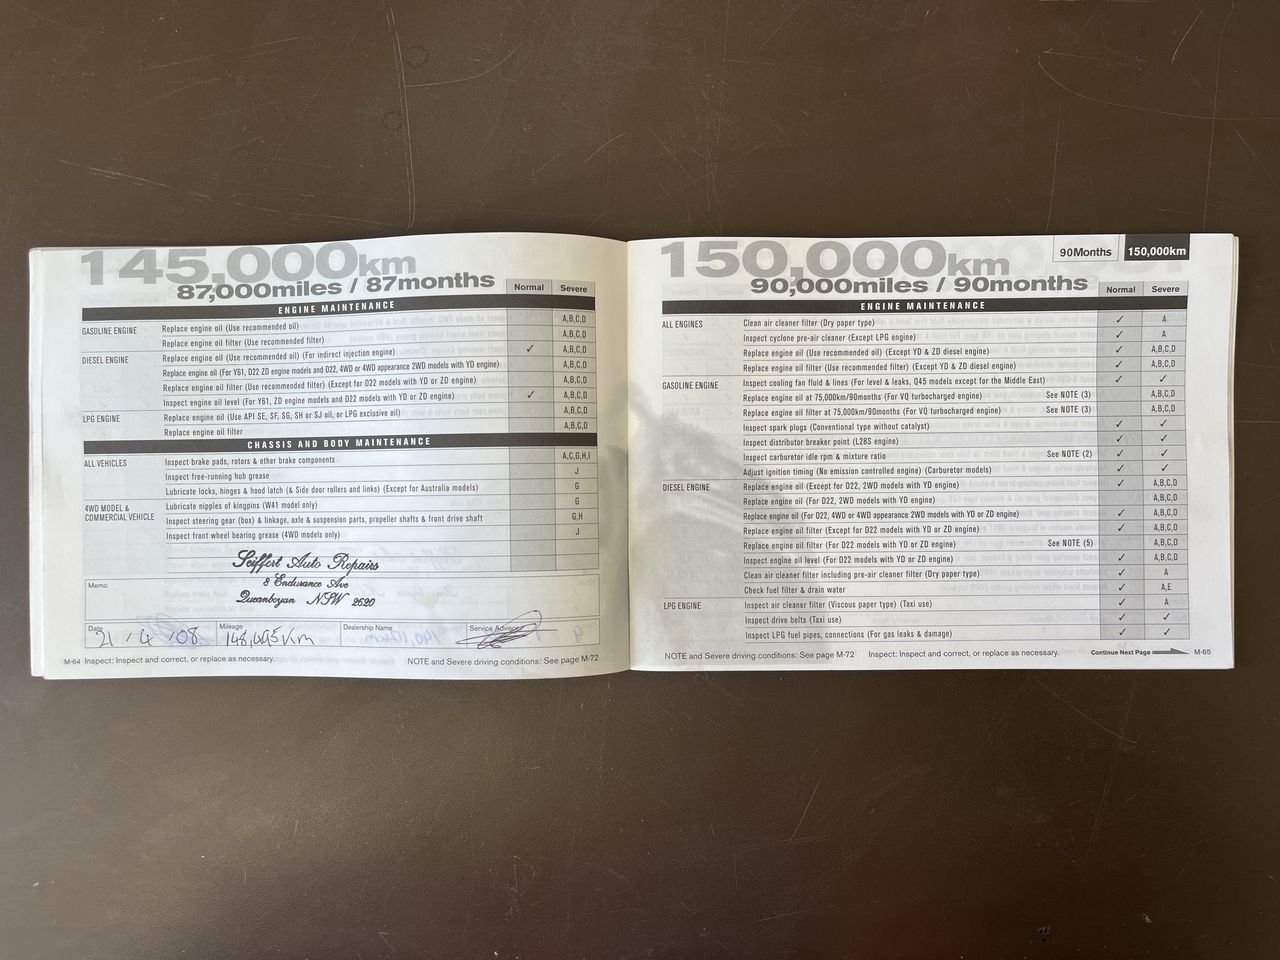 145,000km
87,000miles / 87months
Normal Severe
ENGINE MAINTENANCE
GASOLINE ENGINE Replace engine oil (Use recommended oil) A,B,C,D
Replace engine oil filter (Use recommended filter) A,B,C,D
DIESEL ENGINE Replace engine oil (Use recommended oil) (For indirect injection engine) ✓ A,B,C,D
Replace engine oil (For Y61, D22 ZD engine models and D22, 4WD or 4WD appearance 2WD models with YD engine) A,B,C,D
Replace engine oil filter (Use recommended filter) (Except for D22 models with YD or ZD engine) A,B,C,D
Inspect engine oil level (For Y61, ZD engine models and D22 models with YD or ZD engine) ✓ A,B,C,D
LPG ENGINE Replace engine oil (Use API SE, SF, SG, SH or SJ oil, or LPG exclusive oil) A,B,C,D
Replace engine oil filter A,B,C,D
CHASSIS AND BODY MAINTENANCE
ALL VEHICLES Inspect brake pads, rotors & other brake components A,C,G,H,I
Inspect free-running hub grease J
Lubricate locks, hinges & hood latch (& Side door rollers and links) (Except for Australia models) G
4WD MODEL & COMMERCIAL VEHICLE Lubricate nipples of kingpins (W41 model only) G
Inspect steering gear (box) & linkage, axle & suspension parts, propeller shafts & front drive shaft G,H
Inspect front wheel bearing grease (4WD models only) J
Seiffert Auto Repairs
8 Endurance Ave
Queanbeyan NSW 2620
Memo
Date Mileage Dealership Name Service Advisor
21 / 4 / 08 148,495km
M-64 Inspect: Inspect and correct, or replace as necessary. NOTE and Severe driving conditions: See page M-72
150,000km
90,000miles / 90months
90Months 150,000km
Normal Severe
ENGINE MAINTENANCE
ALL ENGINES Clean air cleaner filter (Dry paper type) ✓ A
Inspect cyclone pre-air cleaner (Except LPG engine) ✓ A
Replace engine oil (Use recommended oil) (Except YD & ZD diesel engine) ✓ A,B,C,D
Replace engine oil filter (Use recommended filter) (Except YD & ZD diesel engine) ✓ A,B,C,D
GASOLINE ENGINE Inspect cooling fan fluid & lines (For level & leaks, Q45 models except for the Middle East) ✓ ✓
Replace engine oil at 75,000km/90months (For VQ turbocharged engine) See NOTE (3) A,B,C,D
Replace engine oil filter at 75,000km/90months (For VQ turbocharged engine) See NOTE (3) A,B,C,D
Inspect spark plugs (Conventional type without catalyst) ✓ ✓
Inspect distributor breaker point (L28S engine) ✓ ✓
Inspect carburetor idle rpm & mixture ratio See NOTE (2) ✓ ✓
Adjust ignition timing (No emission controlled engine) (Carburetor models) ✓ ✓
DIESEL ENGINE Replace engine oil (Except for D22 models with YD or ZD engine) ✓ A,B,C,D
Replace engine oil (For D22, 2WD models with YD engine) A,B,C,D
Replace engine oil (For D22, 4WD or 4WD appearance 2WD models with YD or ZD engine) ✓ A,B,C,D
Replace engine oil filter (Except for D22 models with YD or ZD engine) ✓ A,B,C,D
Replace engine oil filter (For D22 models with YD or ZD engine) See NOTE (5) A,B,C,D
Inspect engine oil level (For D22 models with YD or ZD engine) ✓ A,B,C,D
Clean air cleaner filter including pre-air cleaner filter (Dry paper type) ✓ A
Check fuel filter & drain water ✓ A,E
LPG ENGINE Inspect air cleaner filter (Viscous paper type) (Taxi use) ✓ A
Inspect drive belts (Taxi use) ✓ ✓
Inspect LPG fuel pipes, connections (For gas leaks & damage) ✓ ✓
NOTE and Severe driving conditions: See page M-72 Inspect: Inspect and correct, or replace as necessary. Continue Next Page M-65